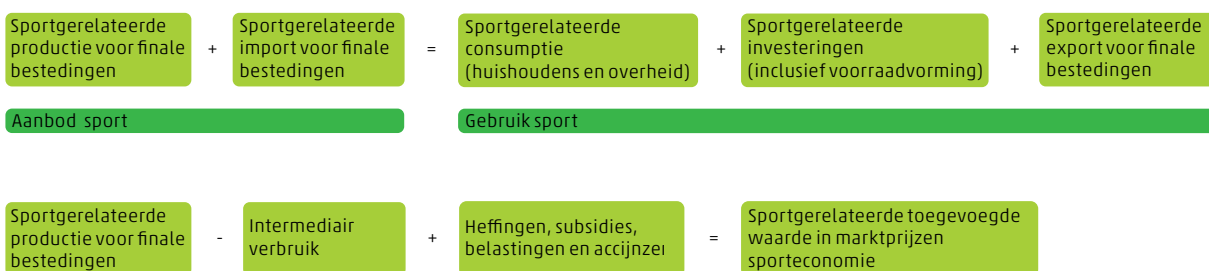 Sportgerelateerde
productie voor finale
bestedingen
+
Sportgerelateerde
import voor finale
bestedingen
=
Sportgerelateerde
consumptie
(huishoudens en overheid)
+
Sportgerelateerde
investeringen
(inclusief voorraadvorming)
+
Sportgerelateerde
export voor finale
bestedingen
Aanbod sport
Gebruik sport
Sportgerelateerde
productie voor finale
bestedingen
-
Intermediair
verbruik
+
Heffingen, subsidies,
belastingen en accijnzen
=
Sportgerelateerde toegevoegde
waarde in marktprijzen
sporteconomie